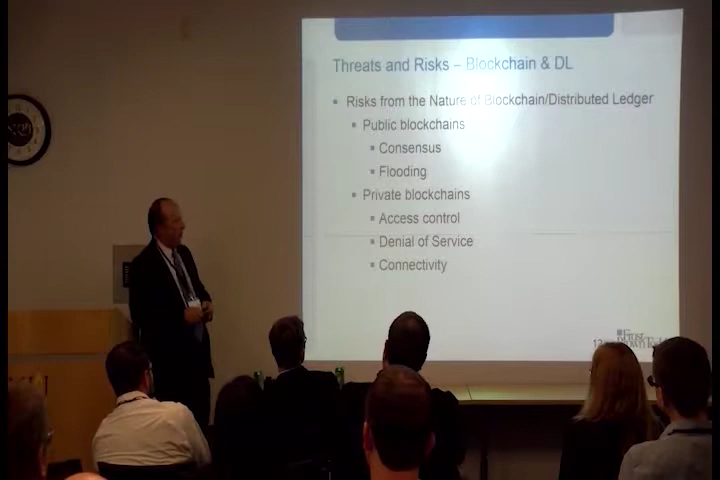 Threats and Risks – Blockchain & DL
Risks from the Nature of Blockchain/Distributed Ledger
Public blockchains
Consensus
Flooding
Private blockchains
Access control
Denial of Service
Connectivity